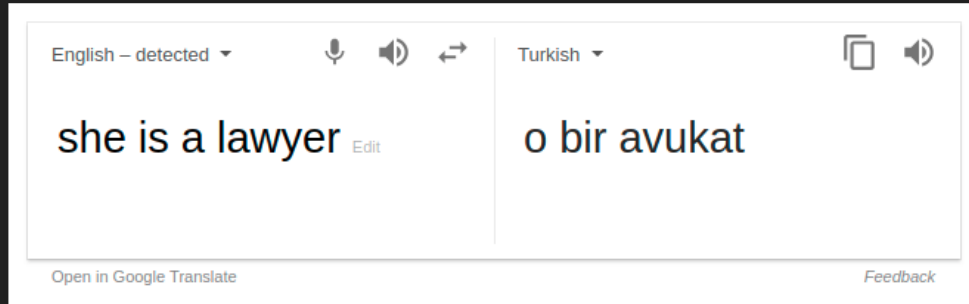 English – detected
Turkish
she is a lawyer Edit
o bir avukat
Open in Google Translate
Feedback